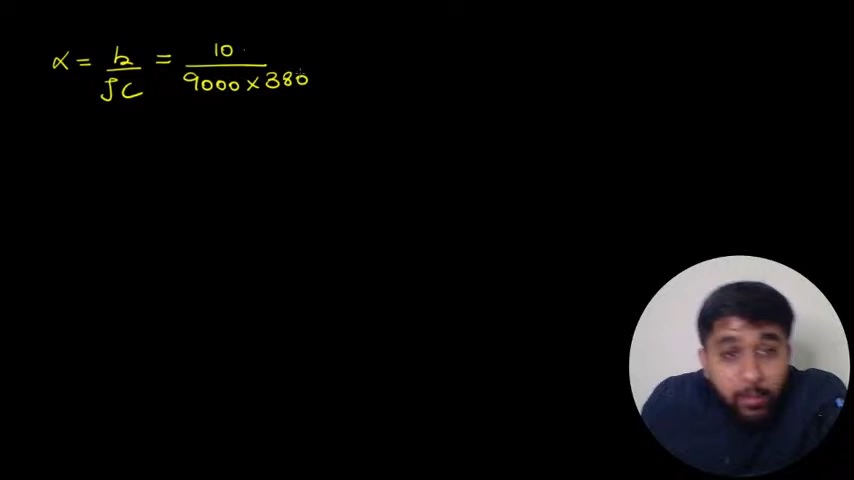 α = k/ρC = 10/9000×380